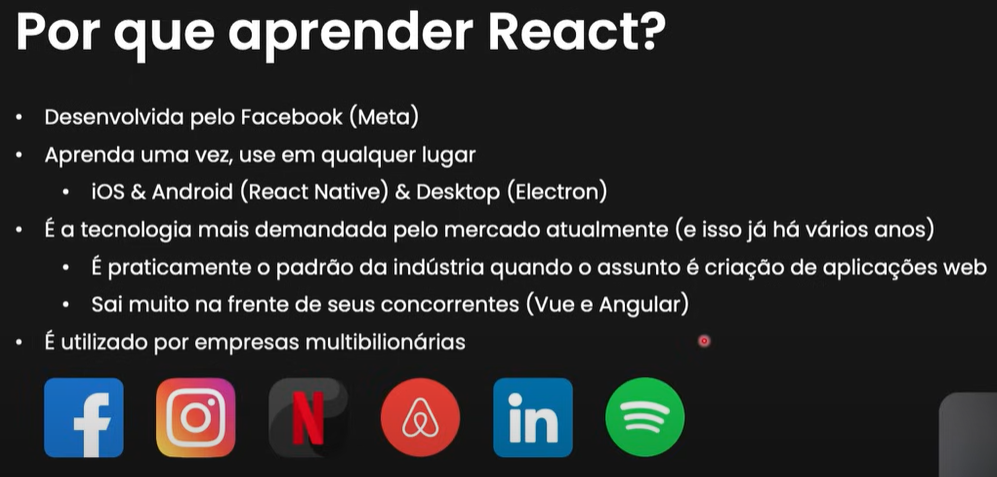 Por que aprender React?
• Desenvolvida pelo Facebook (Meta)
• Aprenda uma vez, use em qualquer lugar
• iOS & Android (React Native) & Desktop (Electron)
• É a tecnologia mais demandada pelo mercado atualmente (e isso já há vários anos)
• É praticamente o padrão da indústria quando o assunto é criação de aplicações web
• Sai muito na frente de seus concorrentes (Vue e Angular)
• É utilizado por empresas multibilionárias
f N in